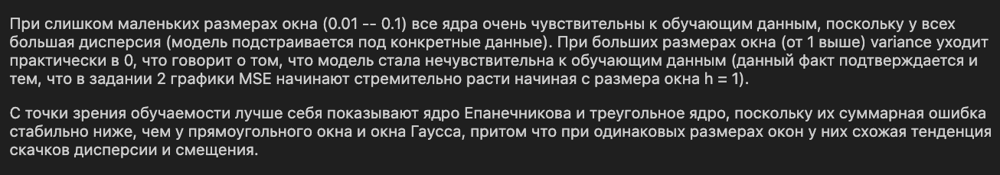 При слишком маленьких размерах окна (0.01 -- 0.1) все ядра очень чувствительны к обучающим данным, поскольку у всех
большая дисперсия (модель подстраивается под конкретные данные). При больших размерах окна (от 1 выше) variance уходит
практически в 0, что говорит о том, что модель стала нечувствительна к обучающим данным (данный факт подтверждается и
тем, что в задании 2 графики MSE начинают стремительно расти начиная с размера окна h = 1).
С точки зрения обучаемости лучше себя показывают ядро Епанечникова и треугольное ядро, поскольку их суммарная ошибка
стабильно ниже, чем у прямоугольного окна и окна Гаусса, притом что при одинаковых размерах окон у них схожая тенденция
скачков дисперсии и смещения.